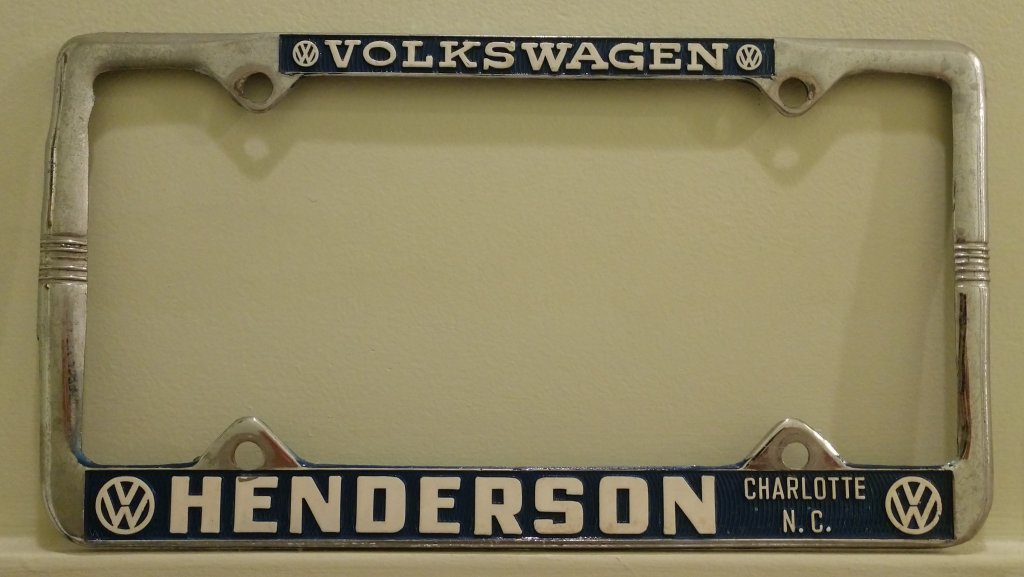 VOLKSWAGEN
HENDERSON
CHARLOTTE
N.C.